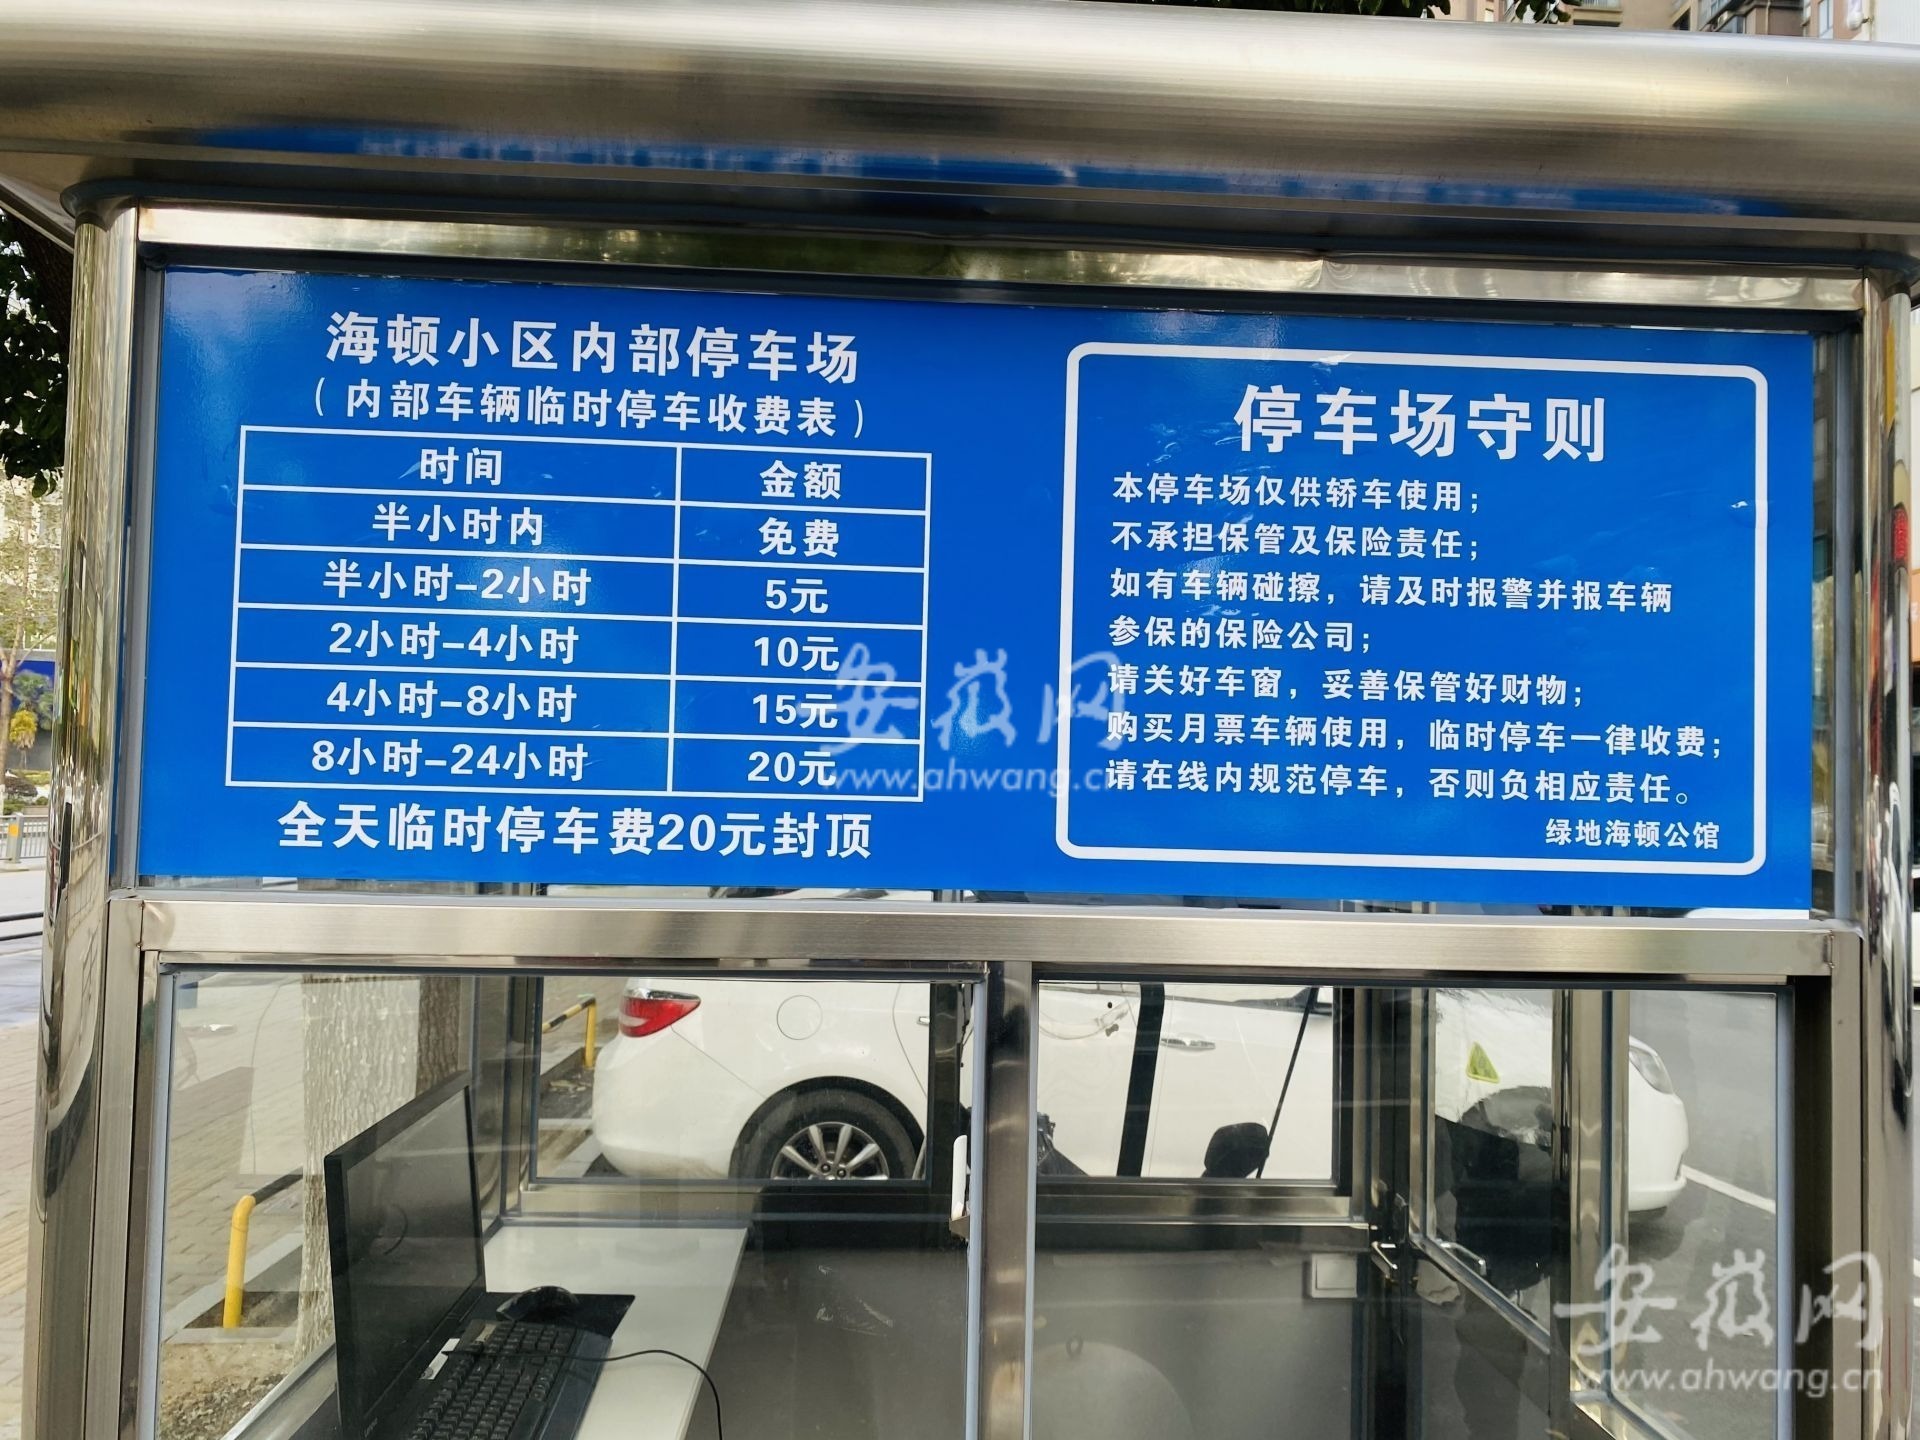 海顿小区内部停车场
（内部车辆临时停车收费表）
时间 金额
半小时内 免费
半小时-2小时 5元
2小时-4小时 10元
4小时-8小时 15元
8小时-24小时 20元
全天临时停车费20元封顶
停车场守则
本停车场仅供轿车使用；
不承担保管及保险责任；
如有车辆碰擦，请及时报警并报车辆
参保的保险公司；
请关好车窗，妥善保管好财物；
购买月票车辆使用，临时停车一律收费；
请在线内规范停车，否则负相应责任。
绿地海顿公馆
安徽网
www.ahwang.cn
安徽网
www.ahwang.cn